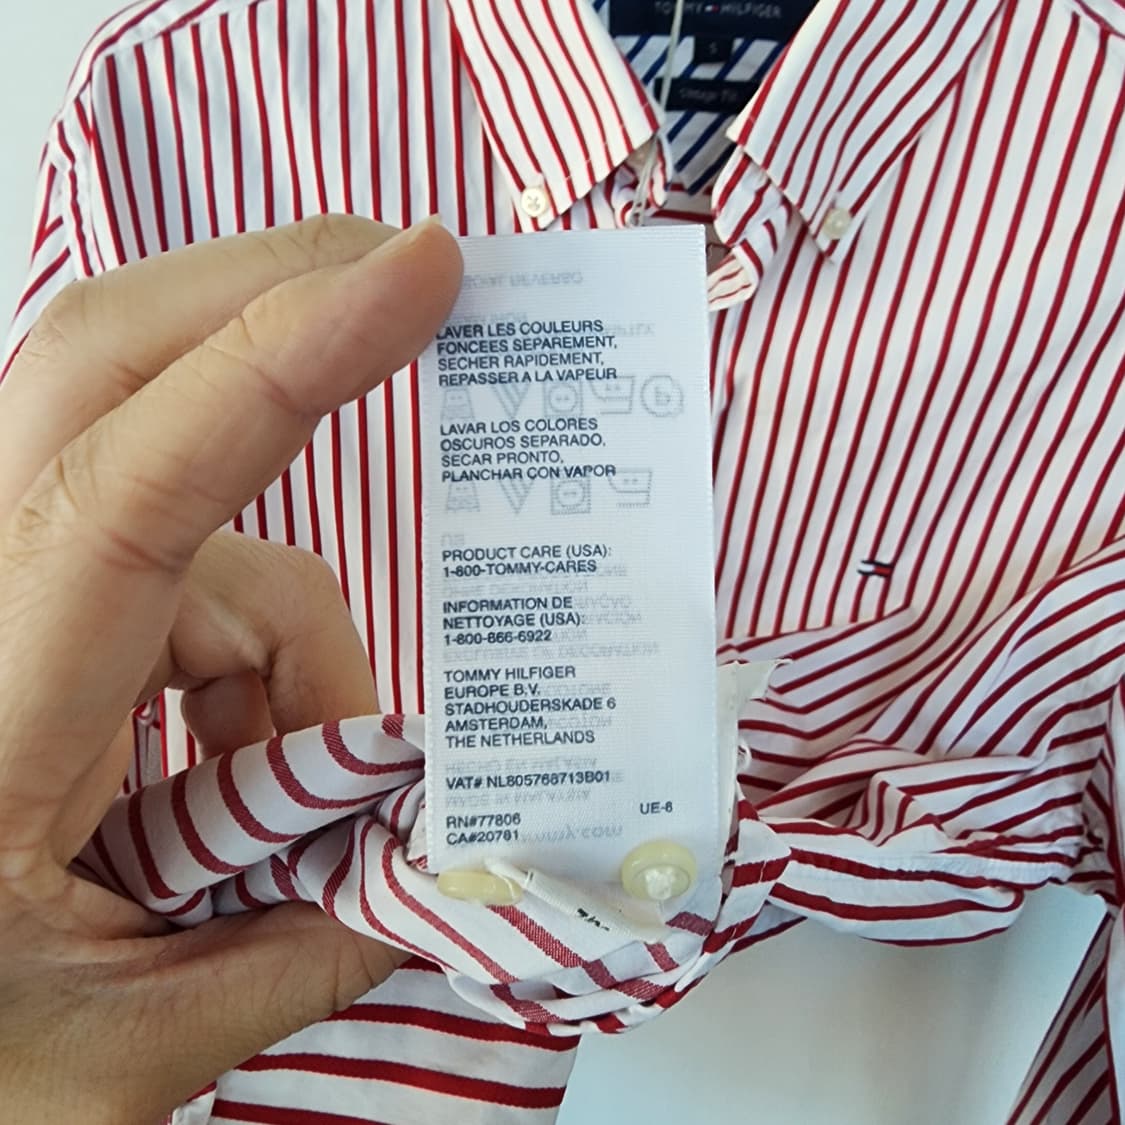 TOMMY HILFIGER
S
LAVER LES COULEURS
FONCEES SEPAREMENT,
SECHER RAPIDEMENT,
REPASSER A LA VAPEUR
LAVAR LOS COLORES
OSCUROS SEPARADO,
SECAR PRONTO,
PLANCHAR CON VAPOR
PRODUCT CARE (USA):
1-800-TOMMY-CARES
INFORMATION DE
NETTOYAGE (USA):
1-800-866-6922
TOMMY HILFIGER
EUROPE B.V.
STADHOUDERSKADE 6
AMSTERDAM,
THE NETHERLANDS
VAT# NL805768713B01
UE-8
RN#77806
CA#20781